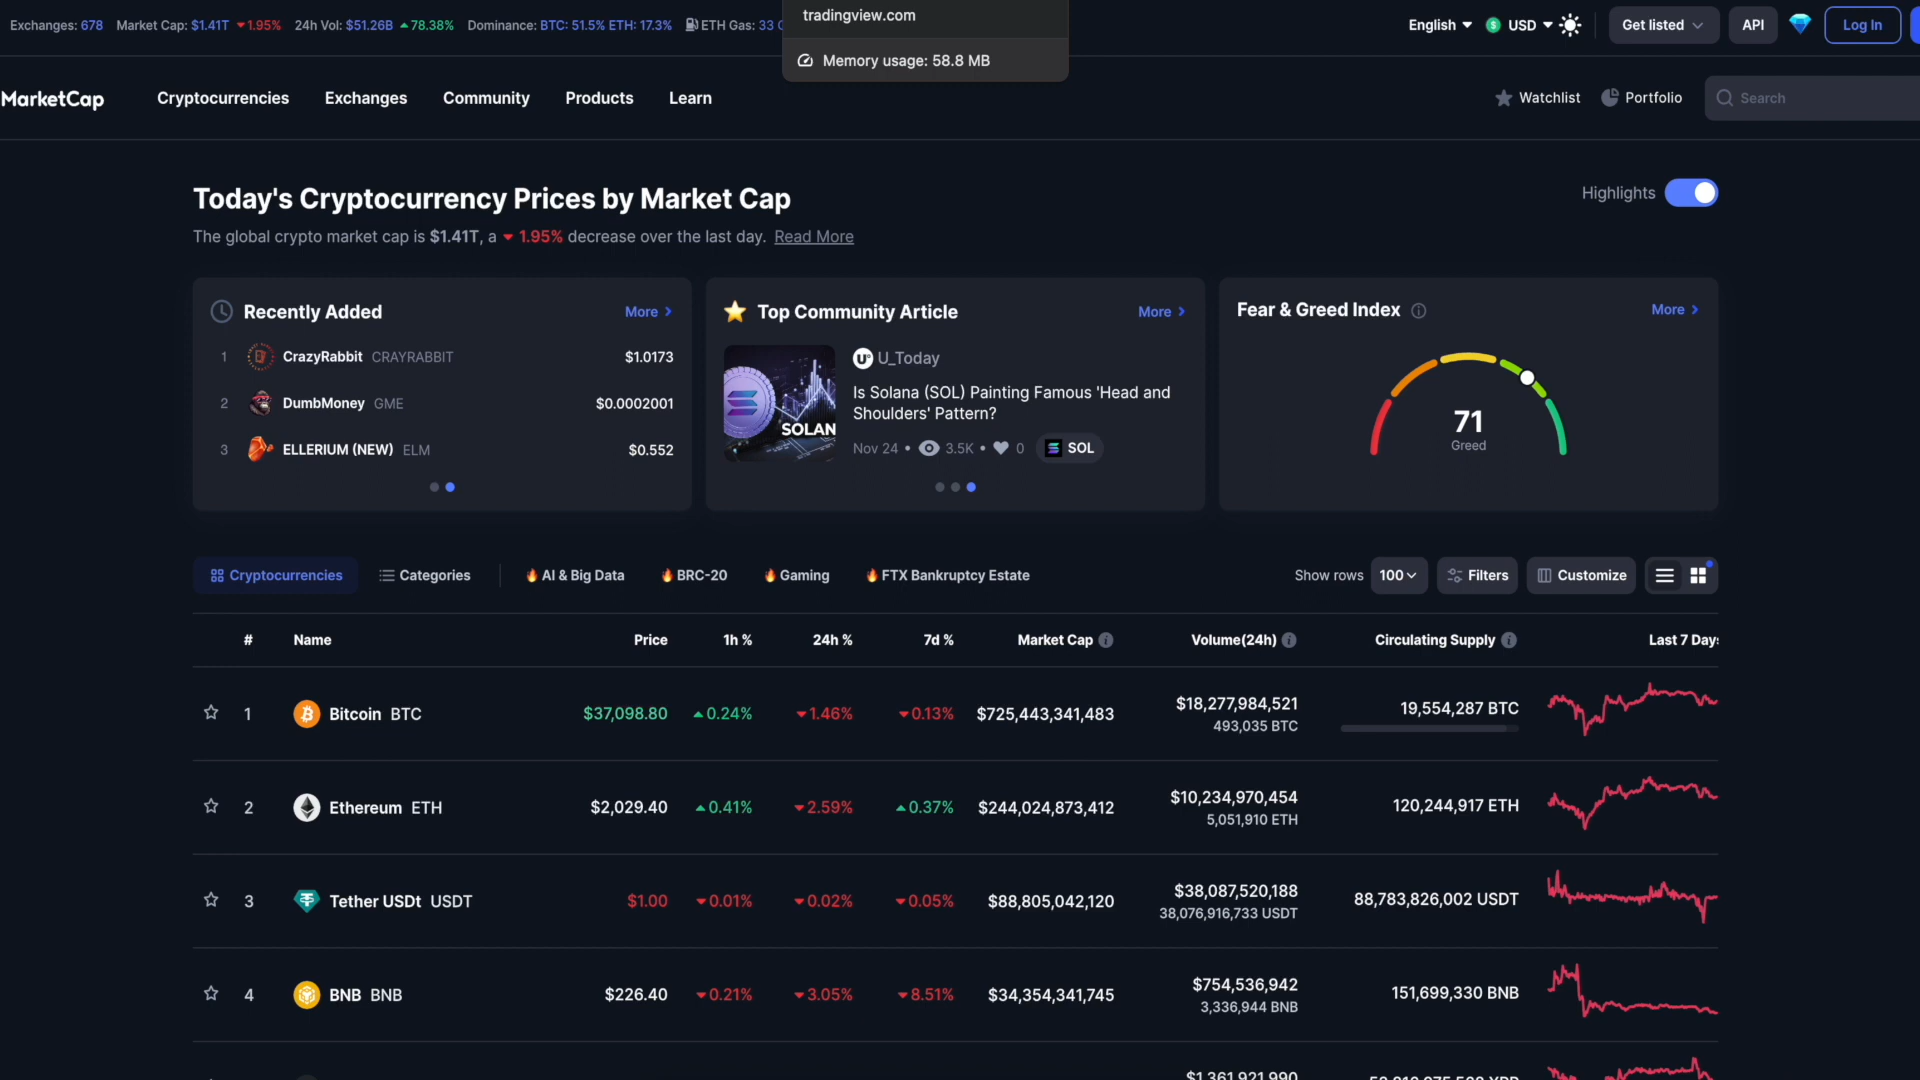 Exchanges: 678 Market Cap: $1.41T 1.95% 24h Vol: $51.26B 78.38% Dominance: BTC: 51.5% ETH: 17.3% ETH Gas: 33
tradingview.com
Memory usage: 58.8 MB
English USD Get listed API Log In
MarketCap Cryptocurrencies Exchanges Community Products Learn Watchlist Portfolio Search
Today's Cryptocurrency Prices by Market Cap
Highlights
The global crypto market cap is $1.41T, a 1.95% decrease over the last day. Read More
Recently Added More
1 CrazyRabbit CRAYRABBIT $1.0173
2 DumbMoney GME $0.0002001
3 ELLERIUM (NEW) ELM $0.552
Top Community Article More
SOLAN
U_Today
Is Solana (SOL) Painting Famous 'Head and
Shoulders' Pattern?
Nov 24 • 3.5K • 0 SOL
Fear & Greed Index More
71
Greed
Cryptocurrencies Categories AI & Big Data BRC-20 Gaming FTX Bankruptcy Estate Show rows 100 Filters Customize
# Name Price 1h % 24h % 7d % Market Cap Volume(24h) Circulating Supply Last 7 Days
1 Bitcoin BTC $37,098.80 0.24% 1.46% 0.13% $725,443,341,483 $18,277,984,521 19,554,287 BTC
493,035 BTC
2 Ethereum ETH $2,029.40 0.41% 2.59% 0.37% $244,024,873,412 $10,234,970,454 120,244,917 ETH
5,051,910 ETH
3 Tether USDt USDT $1.00 0.01% 0.02% 0.05% $88,805,042,120 $38,087,520,188 88,783,826,002 USDT
38,076,916,733 USDT
4 BNB BNB $226.40 0.21% 3.05% 8.51% $34,354,341,745 $754,536,942 151,699,330 BNB
3,336,944 BNB